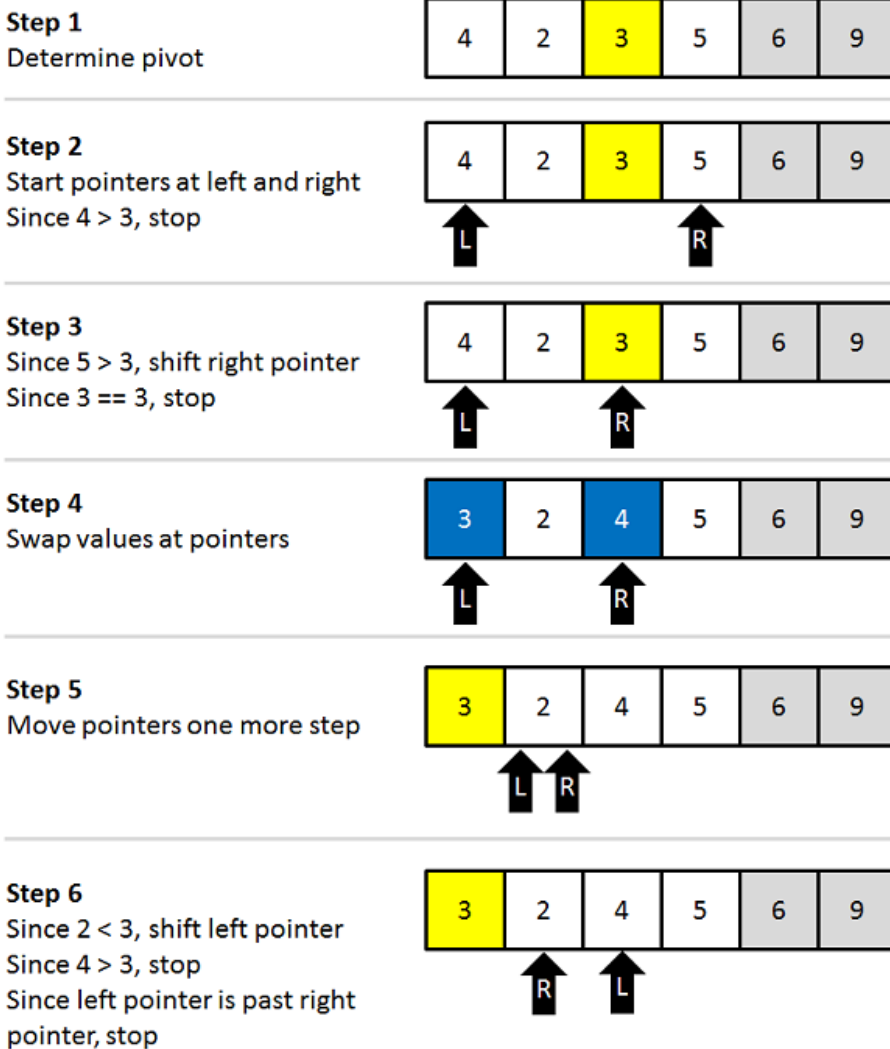 Step 1
Determine pivot
4 2 3 5 6 9
Step 2
Start pointers at left and right
Since 4 > 3, stop
4 2 3 5 6 9
L R
Step 3
Since 5 > 3, shift right pointer
Since 3 == 3, stop
4 2 3 5 6 9
L R
Step 4
Swap values at pointers
3 2 4 5 6 9
L R
Step 5
Move pointers one more step
3 2 4 5 6 9
L R
Step 6
Since 2 < 3, shift left pointer
Since 4 > 3, stop
Since left pointer is past right
pointer, stop
3 2 4 5 6 9
R L